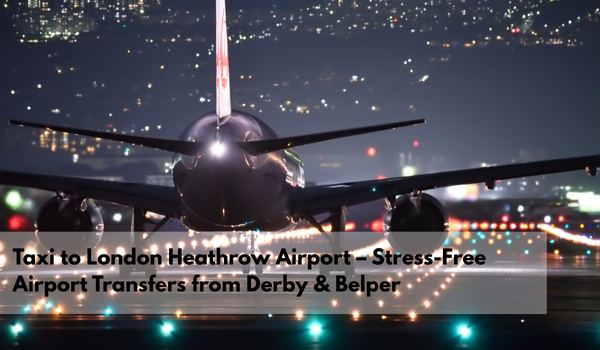 Taxi to London Heathrow Airport – Stress-Free
Airport Transfers from Derby & Belper